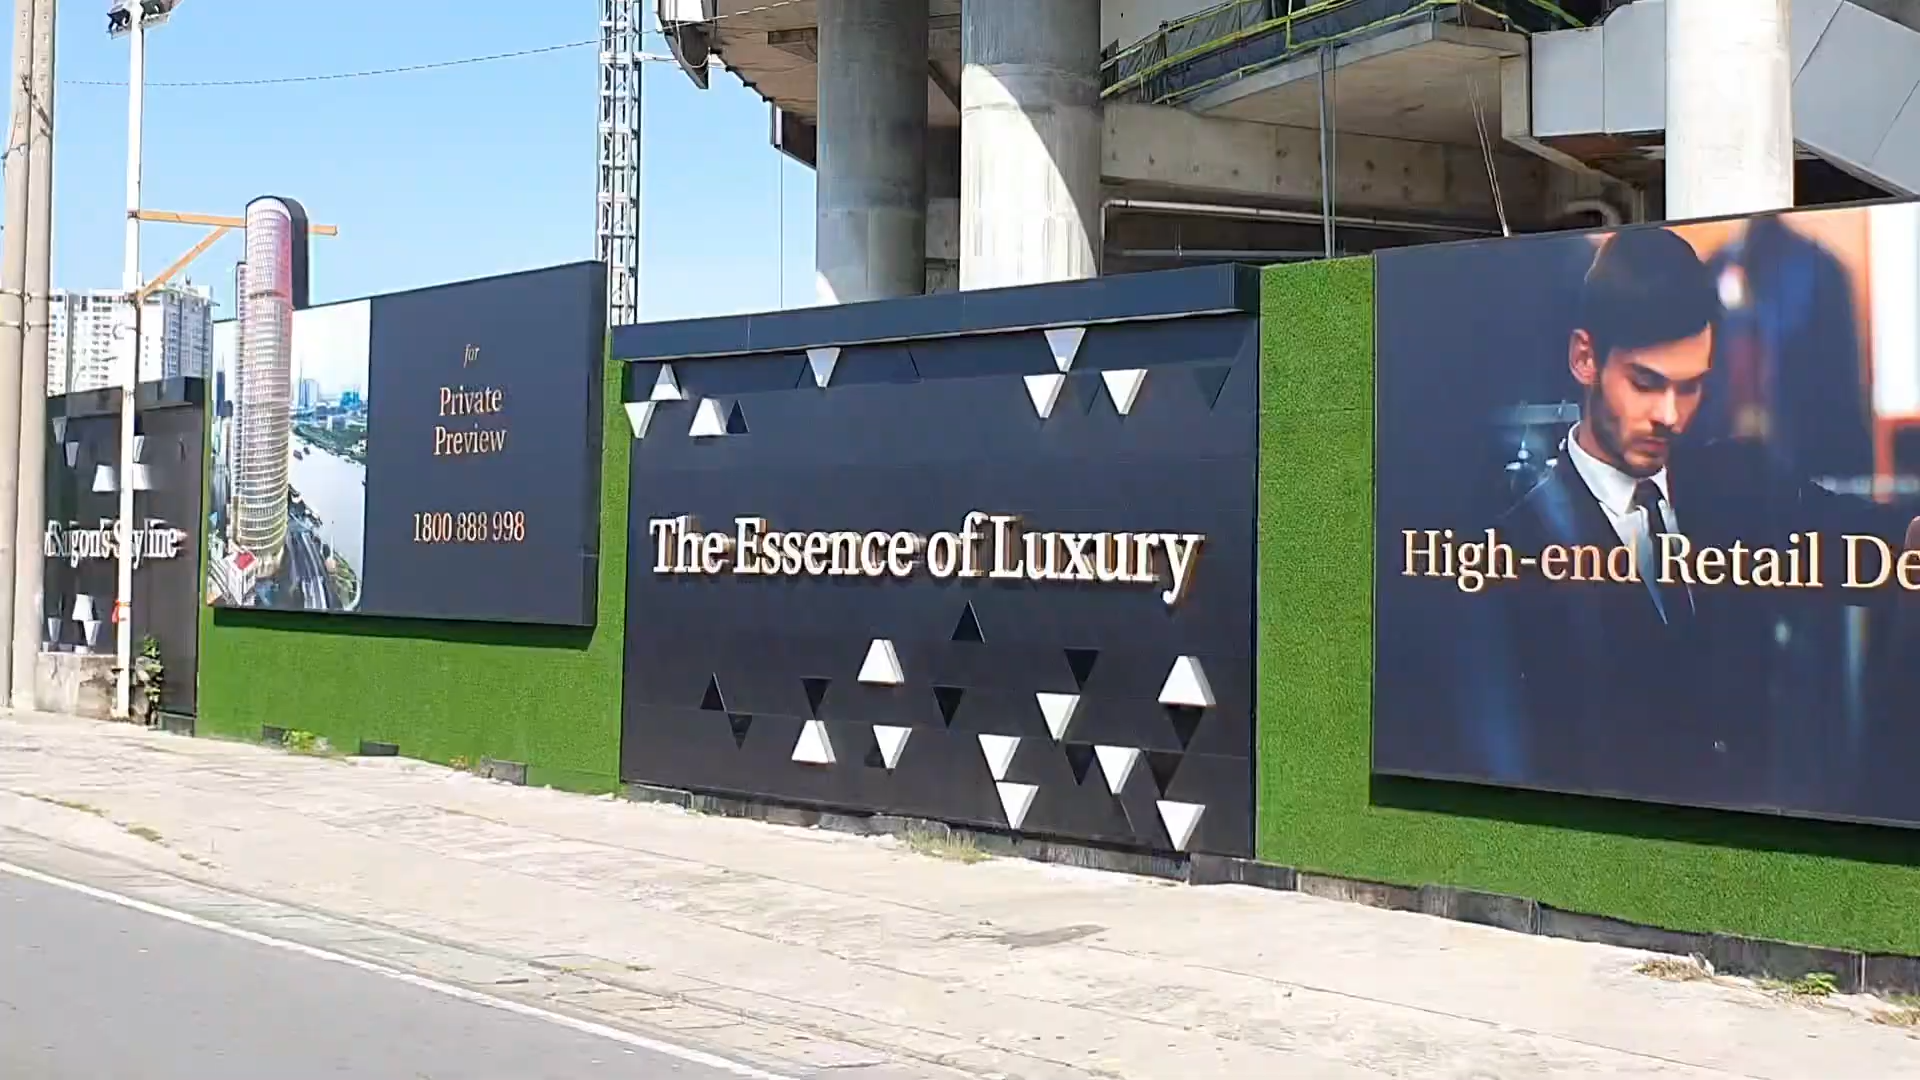 Saigon's Skyline
for
Private
Preview
1800 888 998
The Essence of Luxury
High-end Retail De